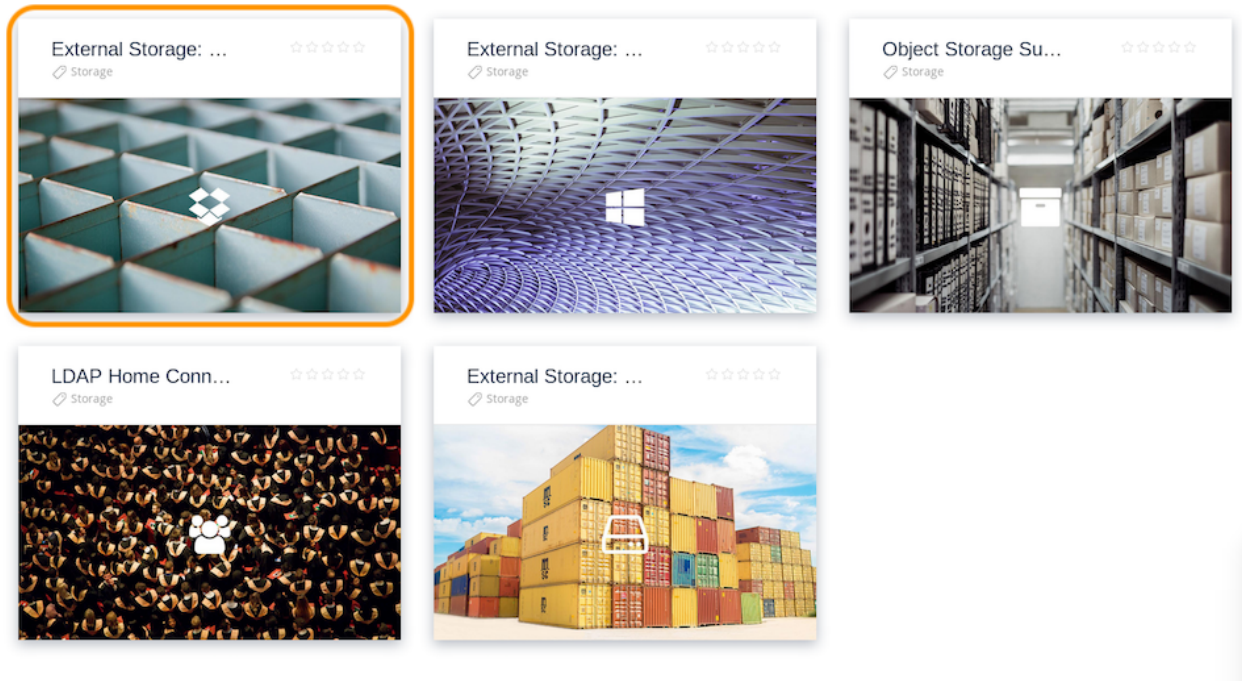 External Storage: …
Storage
External Storage: …
Storage
Object Storage Su…
Storage
LDAP Home Conn…
Storage
External Storage: …
Storage